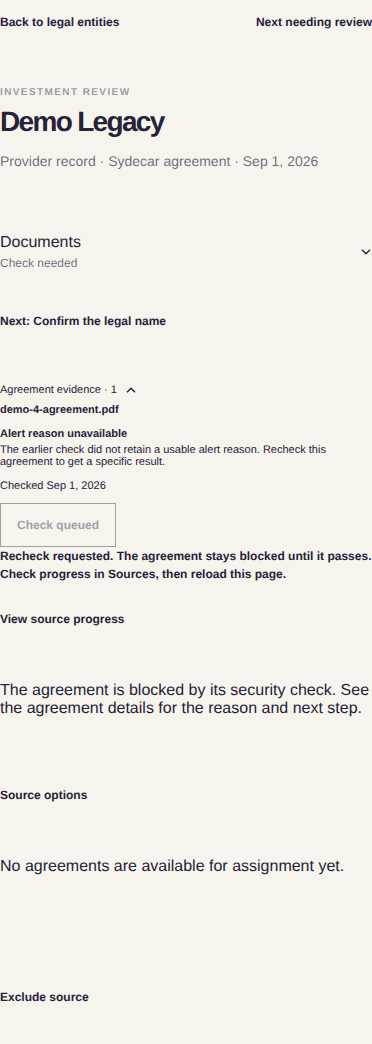 Back to legal entities
Next needing review
INVESTMENT REVIEW
Demo Legacy
Provider record · Sydecar agreement · Sep 1, 2026
Documents
Check needed
Next: Confirm the legal name
Agreement evidence · 1
demo-4-agreement.pdf
Alert reason unavailable
The earlier check did not retain a usable alert reason. Recheck this
agreement to get a specific result.
Checked Sep 1, 2026
Check queued
Recheck requested. The agreement stays blocked until it passes.
Check progress in Sources, then reload this page.
View source progress
The agreement is blocked by its security check. See
the agreement details for the reason and next step.
Source options
No agreements are available for assignment yet.
Exclude source